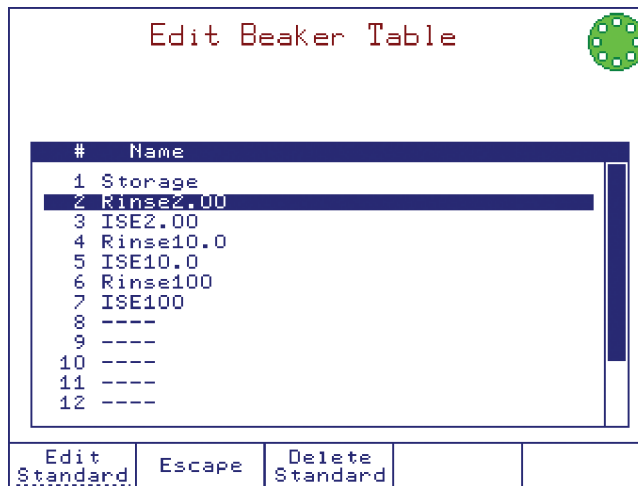 Edit Beaker Table
# Name
1 Storage
2 Rinse2.00
3 ISE2.00
4 Rinse10.0
5 ISE10.0
6 Rinse100
7 ISE100
8 ----
9 ----
10 ----
11 ----
12 ----
Edit Standard
Escape
Delete Standard